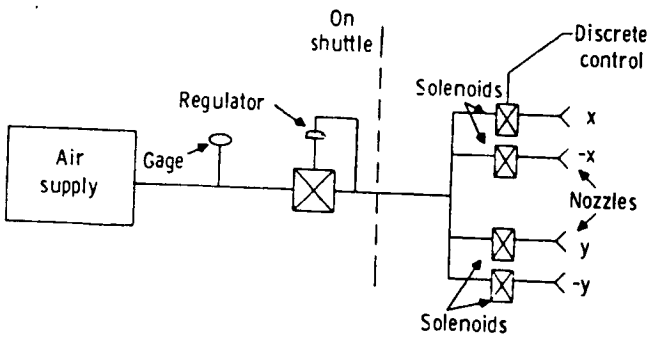 On
shuttle
Discrete
control
Solenoids
Regulator
x
Air
supply
Gage
-x
Nozzles
y
-y
Solenoids